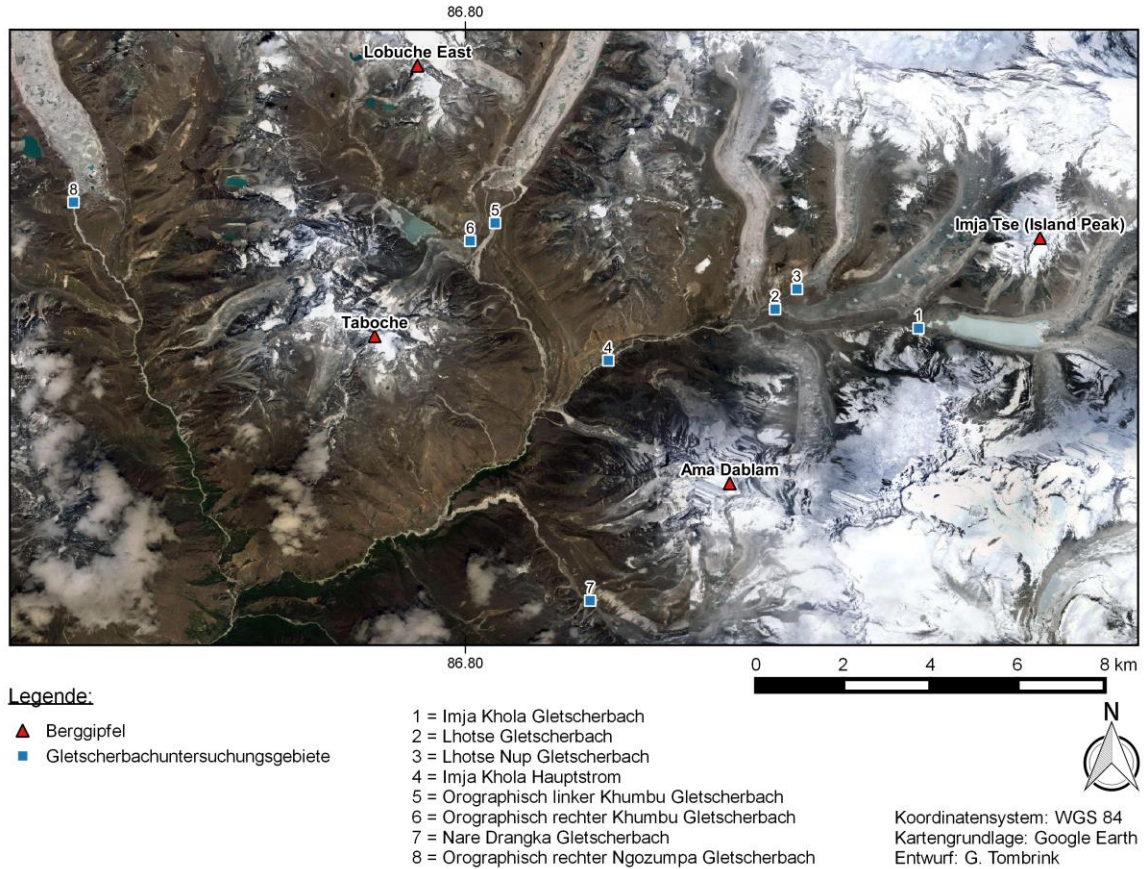 86.80
Lobuche East
8
5
6
Imja Tse (Island Peak)
3
2
1
Taboche
4
Ama Dablam
7
86.80
0 2 4 6 8 km
Legende:
Berggipfel
Gletscherbachuntersuchungsgebiete
1 = Imja Khola Gletscherbach
2 = Lhotse Gletscherbach
3 = Lhotse Nup Gletscherbach
4 = Imja Khola Hauptstrom
5 = Orographisch linker Khumbu Gletscherbach
6 = Orographisch rechter Khumbu Gletscherbach
7 = Nare Drangka Gletscherbach
8 = Orographisch rechter Ngozumpa Gletscherbach
N
Koordinatensystem: WGS 84
Kartengrundlage: Google Earth
Entwurf: G. Tombrink